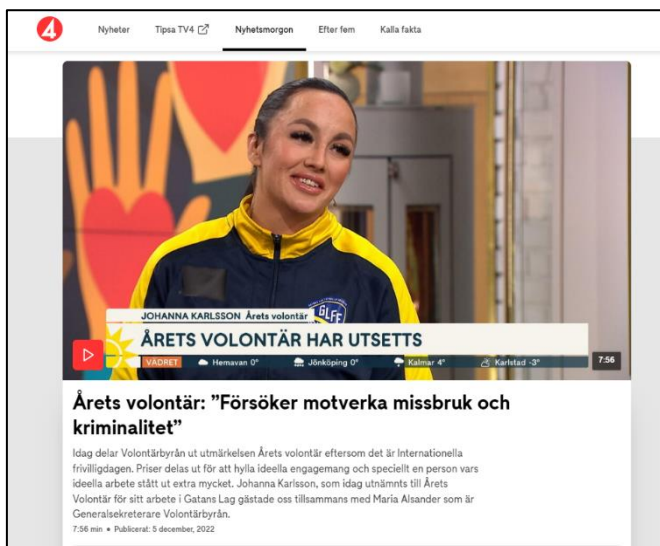 4
Nyheter Tipsa TV4 Nyhetsmorgon Efter fem Kalla fakta
GLFF
JOHANNA KARLSSON Årets volontär
ÅRETS VOLONTÄR HAR UTSETTS
VÄDRET Hemavan 0° Jönköping 0° Kalmar 4° Karlstad -3°
7:56
Årets volontär: ”Försöker motverka missbruk och
kriminalitet”
Idag delar Volontärbyrån ut utmärkelsen Årets volontär eftersom det är Internationella
frivilligdagen. Priser delas ut för att hylla ideella engagemang och speciellt en person vars
ideella arbete stått ut extra mycket. Johanna Karlsson, som idag utnämnts till Årets
Volontär för sitt arbete i Gatans Lag gästade oss tillsammans med Maria Alsander som är
Generalsekreterare Volontärbyrån.
7:56 min • Publicerat: 5 december, 2022